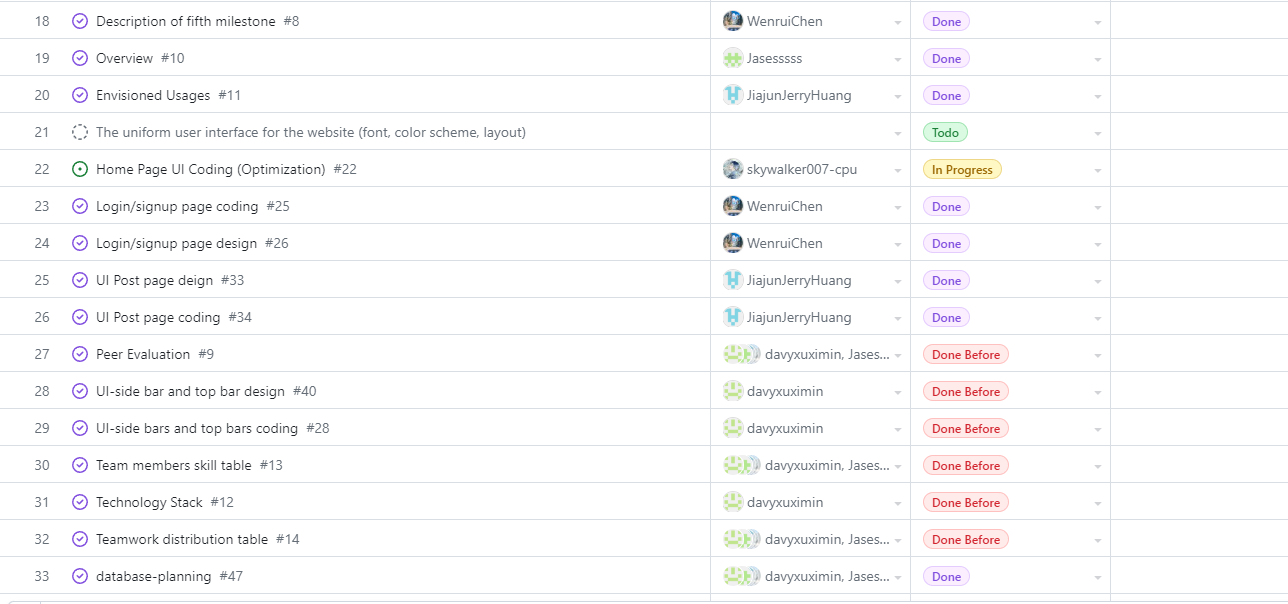 18 Description of fifth milestone #8 WenruiChen Done
19 Overview #10 Jasesssss Done
20 Envisioned Usages #11 JiajunJerryHuang Done
21 The uniform user interface for the website (font, color scheme, layout) Todo
22 Home Page UI Coding (Optimization) #22 skywalker007-cpu In Progress
23 Login/signup page coding #25 WenruiChen Done
24 Login/signup page design #26 WenruiChen Done
25 UI Post page deign #33 JiajunJerryHuang Done
26 UI Post page coding #34 JiajunJerryHuang Done
27 Peer Evaluation #9 davyxuximin, Jases... Done Before
28 UI-side bar and top bar design #40 davyxuximin Done Before
29 UI-side bars and top bars coding #28 davyxuximin Done Before
30 Team members skill table #13 davyxuximin, Jases... Done Before
31 Technology Stack #12 davyxuximin Done Before
32 Teamwork distribution table #14 davyxuximin, Jases... Done Before
33 database-planning #47 davyxuximin, Jases... Done